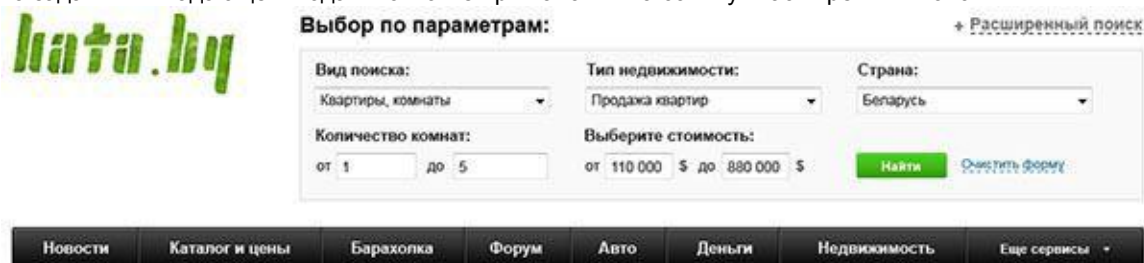 hata.by
Выбор по параметрам:
+ Расширенный поиск
Вид поиска:
Тип недвижимости:
Страна:
Квартиры, комнаты
Продажа квартир
Беларусь
Количество комнат:
Выберите стоимость:
от 1 до 5
от 110 000 $ до 880 000 $
Найти
Очистить форму
Новости Каталог и цены Барахолка Форум Авто Деньги Недвижимость Еще сервисы